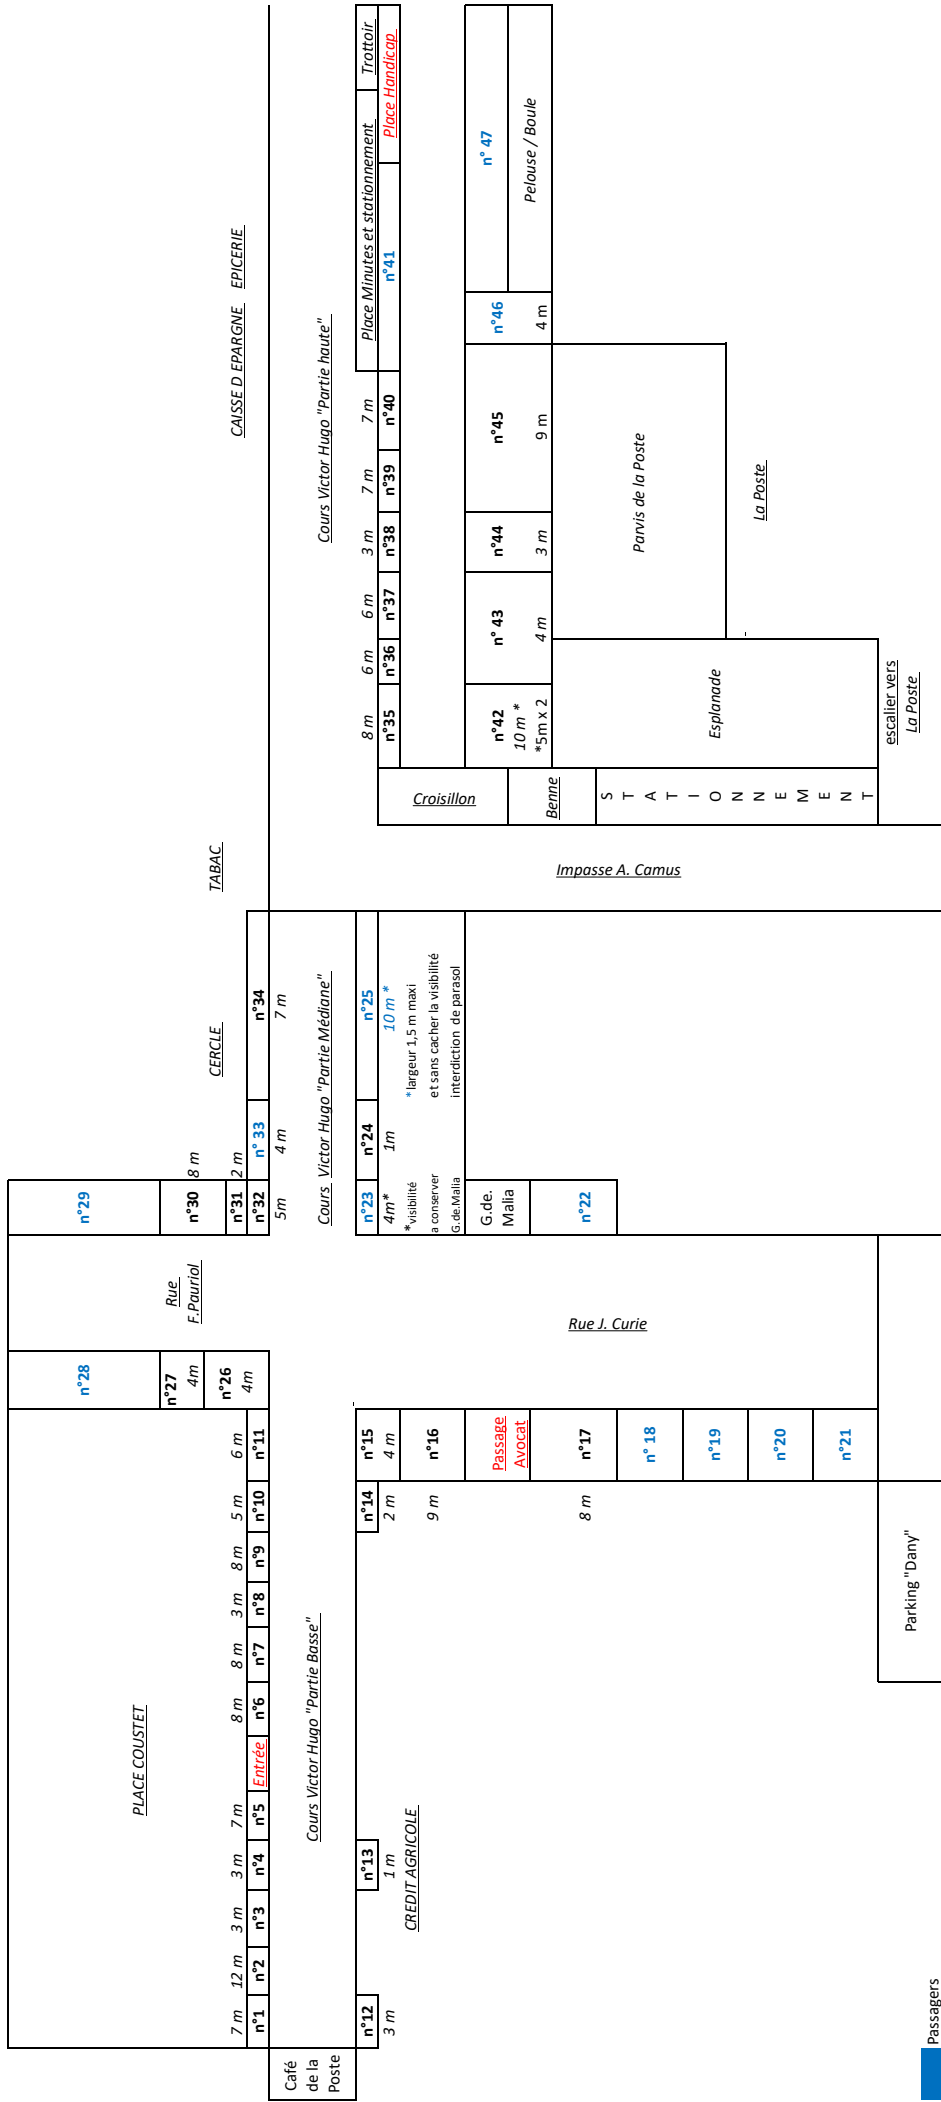 PLACE COUSTET
7 m
12 m
3 m
3 m
7 m
8 m
8 m
3 m
8 m
5 m
6 m
n°1
n°2
n°3
n°4
n°5
Entrée
n°6
n°7
n°8
n°9
n°10
n°11
n°28
n°27
4m
n°26
4m
Rue
F.Pauriol
n°29
n°30
8 m
n°31
2 m
n°32
n° 33
n°34
5m
4 m
7 m
CERCLE
TABAC
CAISSE D EPARGNE
EPICERIE
Café
de la
Poste
Cours Victor Hugo "Partie Basse"
Cours Victor Hugo "Partie Médiane"
Cours Victor Hugo "Partie haute"
n°12
3 m
n°13
1 m
CREDIT AGRICOLE
n°14
2 m
n°15
4 m
n°16
9 m
Passage
Avocat
n°17
8 m
n° 18
n°19
n°20
n°21
Rue J. Curie
Parking "Dany"
n°23
n°24
n°25
4m*
1m
10 m *
*visibilité
a conserver
G.de.Malia
*largeur 1,5 m maxi
et sans cacher la visibilité
interdiction de parasol
G.de.
Malia
n°22
Impasse A. Camus
Croisillon
Benne
S
T
A
T
I
O
N
N
E
M
E
N
T
8 m
6 m
6 m
3 m
7 m
7 m
Place Minutes et stationnement
Trottoir
n°35
n°36
n°37
n°38
n°39
n°40
n°41
Place Handicap
n°42
10 m *
*5m x 2
n° 43
4 m
n°44
3 m
n°45
9 m
n°46
4 m
n° 47
Pelouse / Boule
Esplanade
Parvis de la Poste
La Poste
escalier vers
La Poste
Passagers